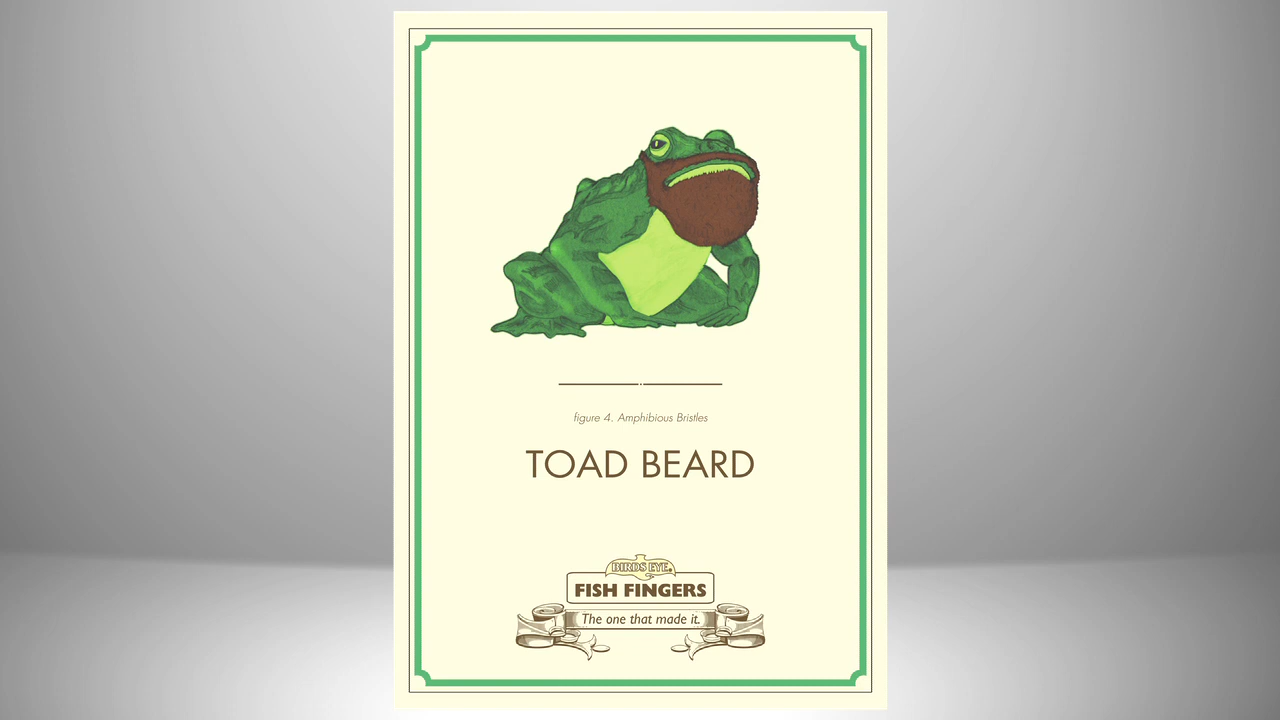 figure 4. Amphibious Bristles
TOAD BEARD
BIRDS EYE
FISH FINGERS
The one that made it.